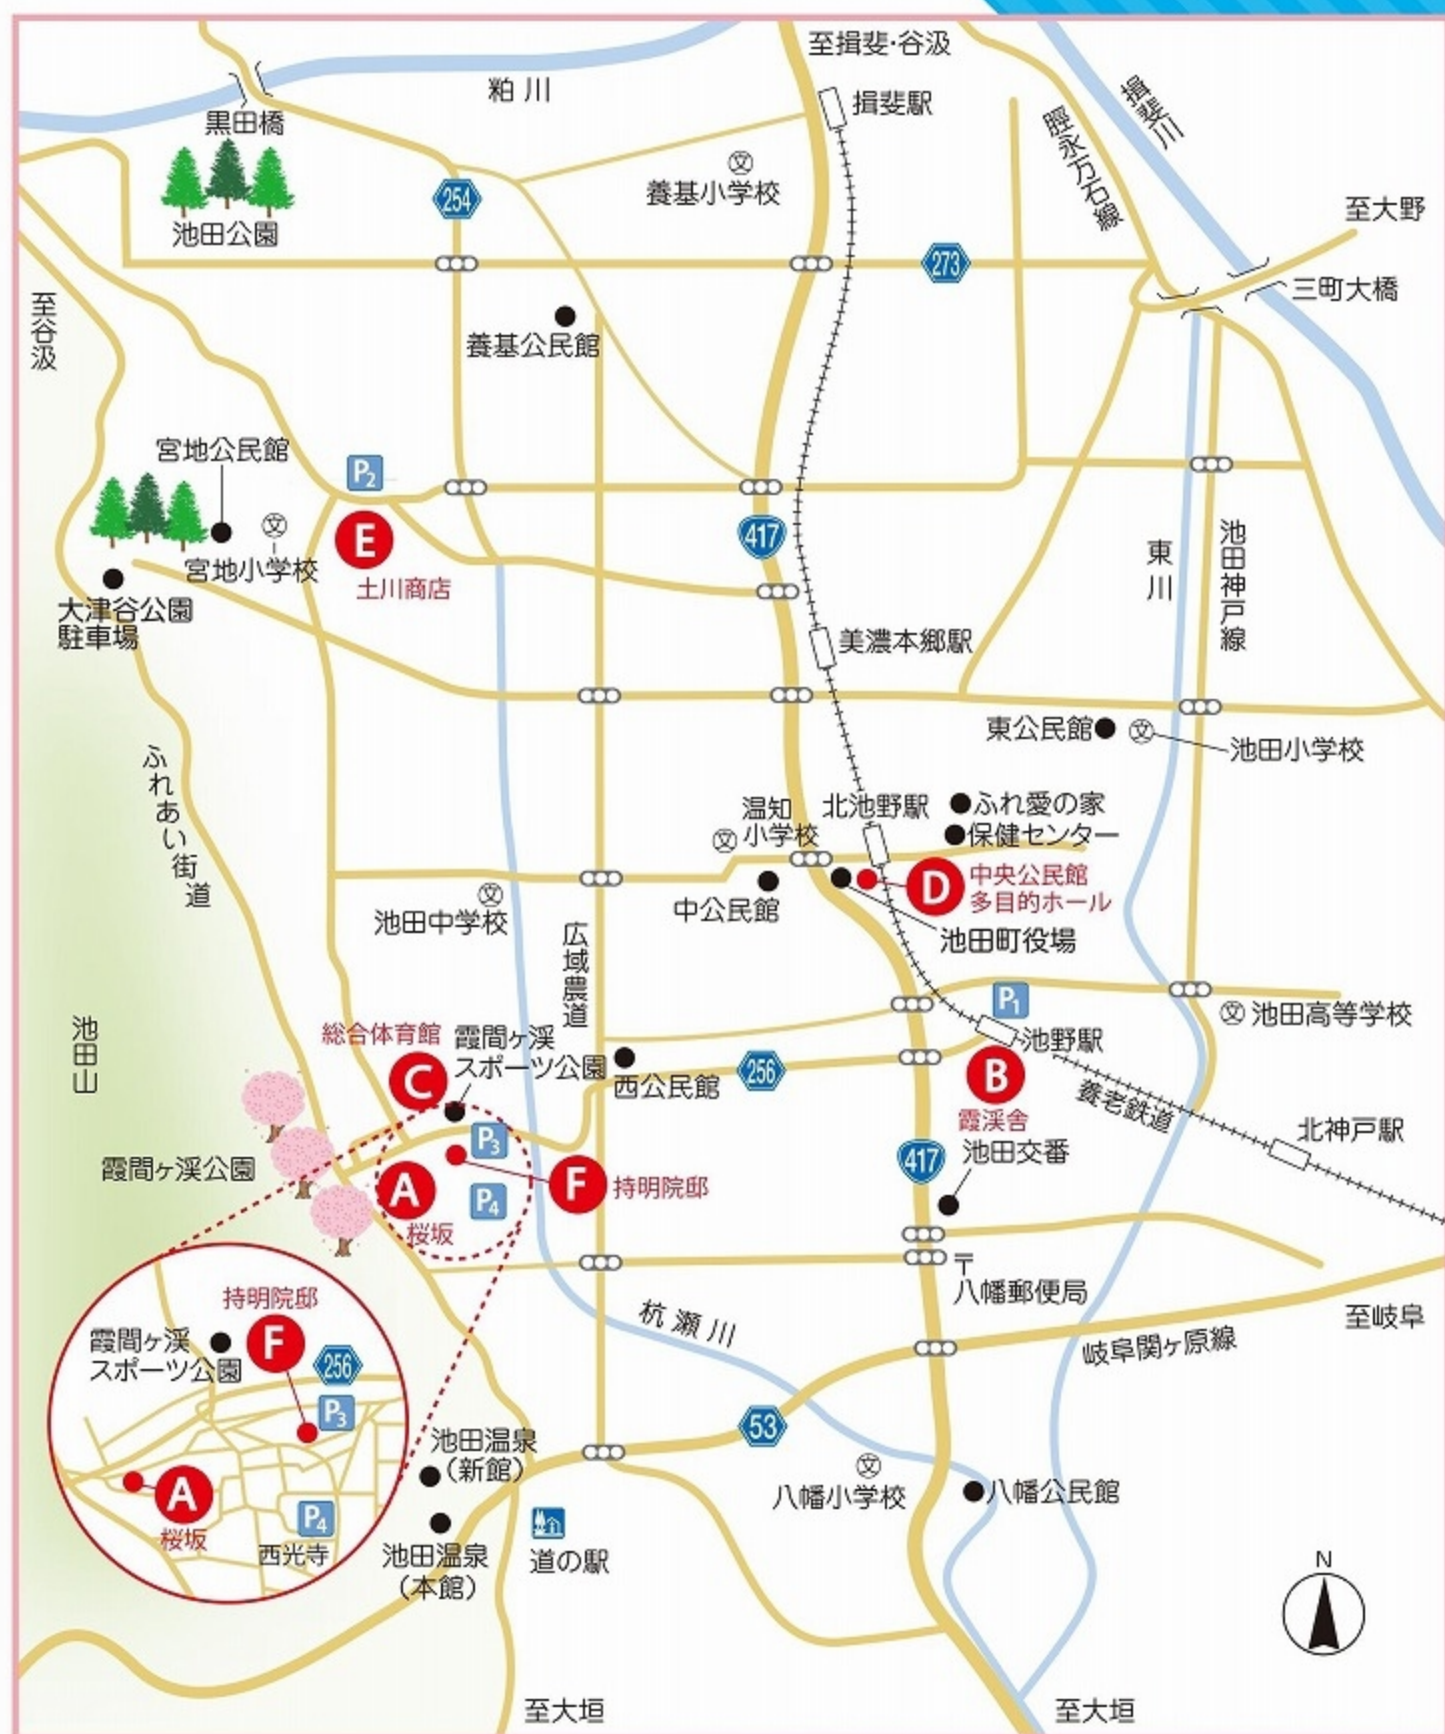 至揖斐・谷汲
粕川
揖斐駅
揖斐川
脛永万石線
黒田橋
文
養基小学校
254
池田公園
至大野
273
三町大橋
至谷汲
養基公民館
宮地公民館
P2
文
E
417
宮地小学校
土川商店
大津谷公園
駐車場
東川
池田神戸線
美濃本郷駅
東公民館
文
池田小学校
ふれあい街道
温知
小学校
文
北池野駅
ふれ愛の家
保健センター
D
中央公民館
多目的ホール
文
池田中学校
中公民館
池田町役場
広域農道
P1
文
池田高等学校
池田山
総合体育館
霞間ヶ渓
スポーツ公園
C
西公民館
256
池野駅
B
霞渓舎
養老鉄道
北神戸駅
417
池田交番
霞間ヶ渓公園
P3
A
桜坂
P4
F
持明院邸
〒
八幡郵便局
杭瀬川
至岐阜
岐阜関ヶ原線
持明院邸
F
霞間ヶ渓
スポーツ公園
256
P3
A
桜坂
P4
西光寺
53
池田温泉
(新館)
池田温泉
(本館)
道の駅
文
八幡小学校
八幡公民館
N
至大垣
至大垣